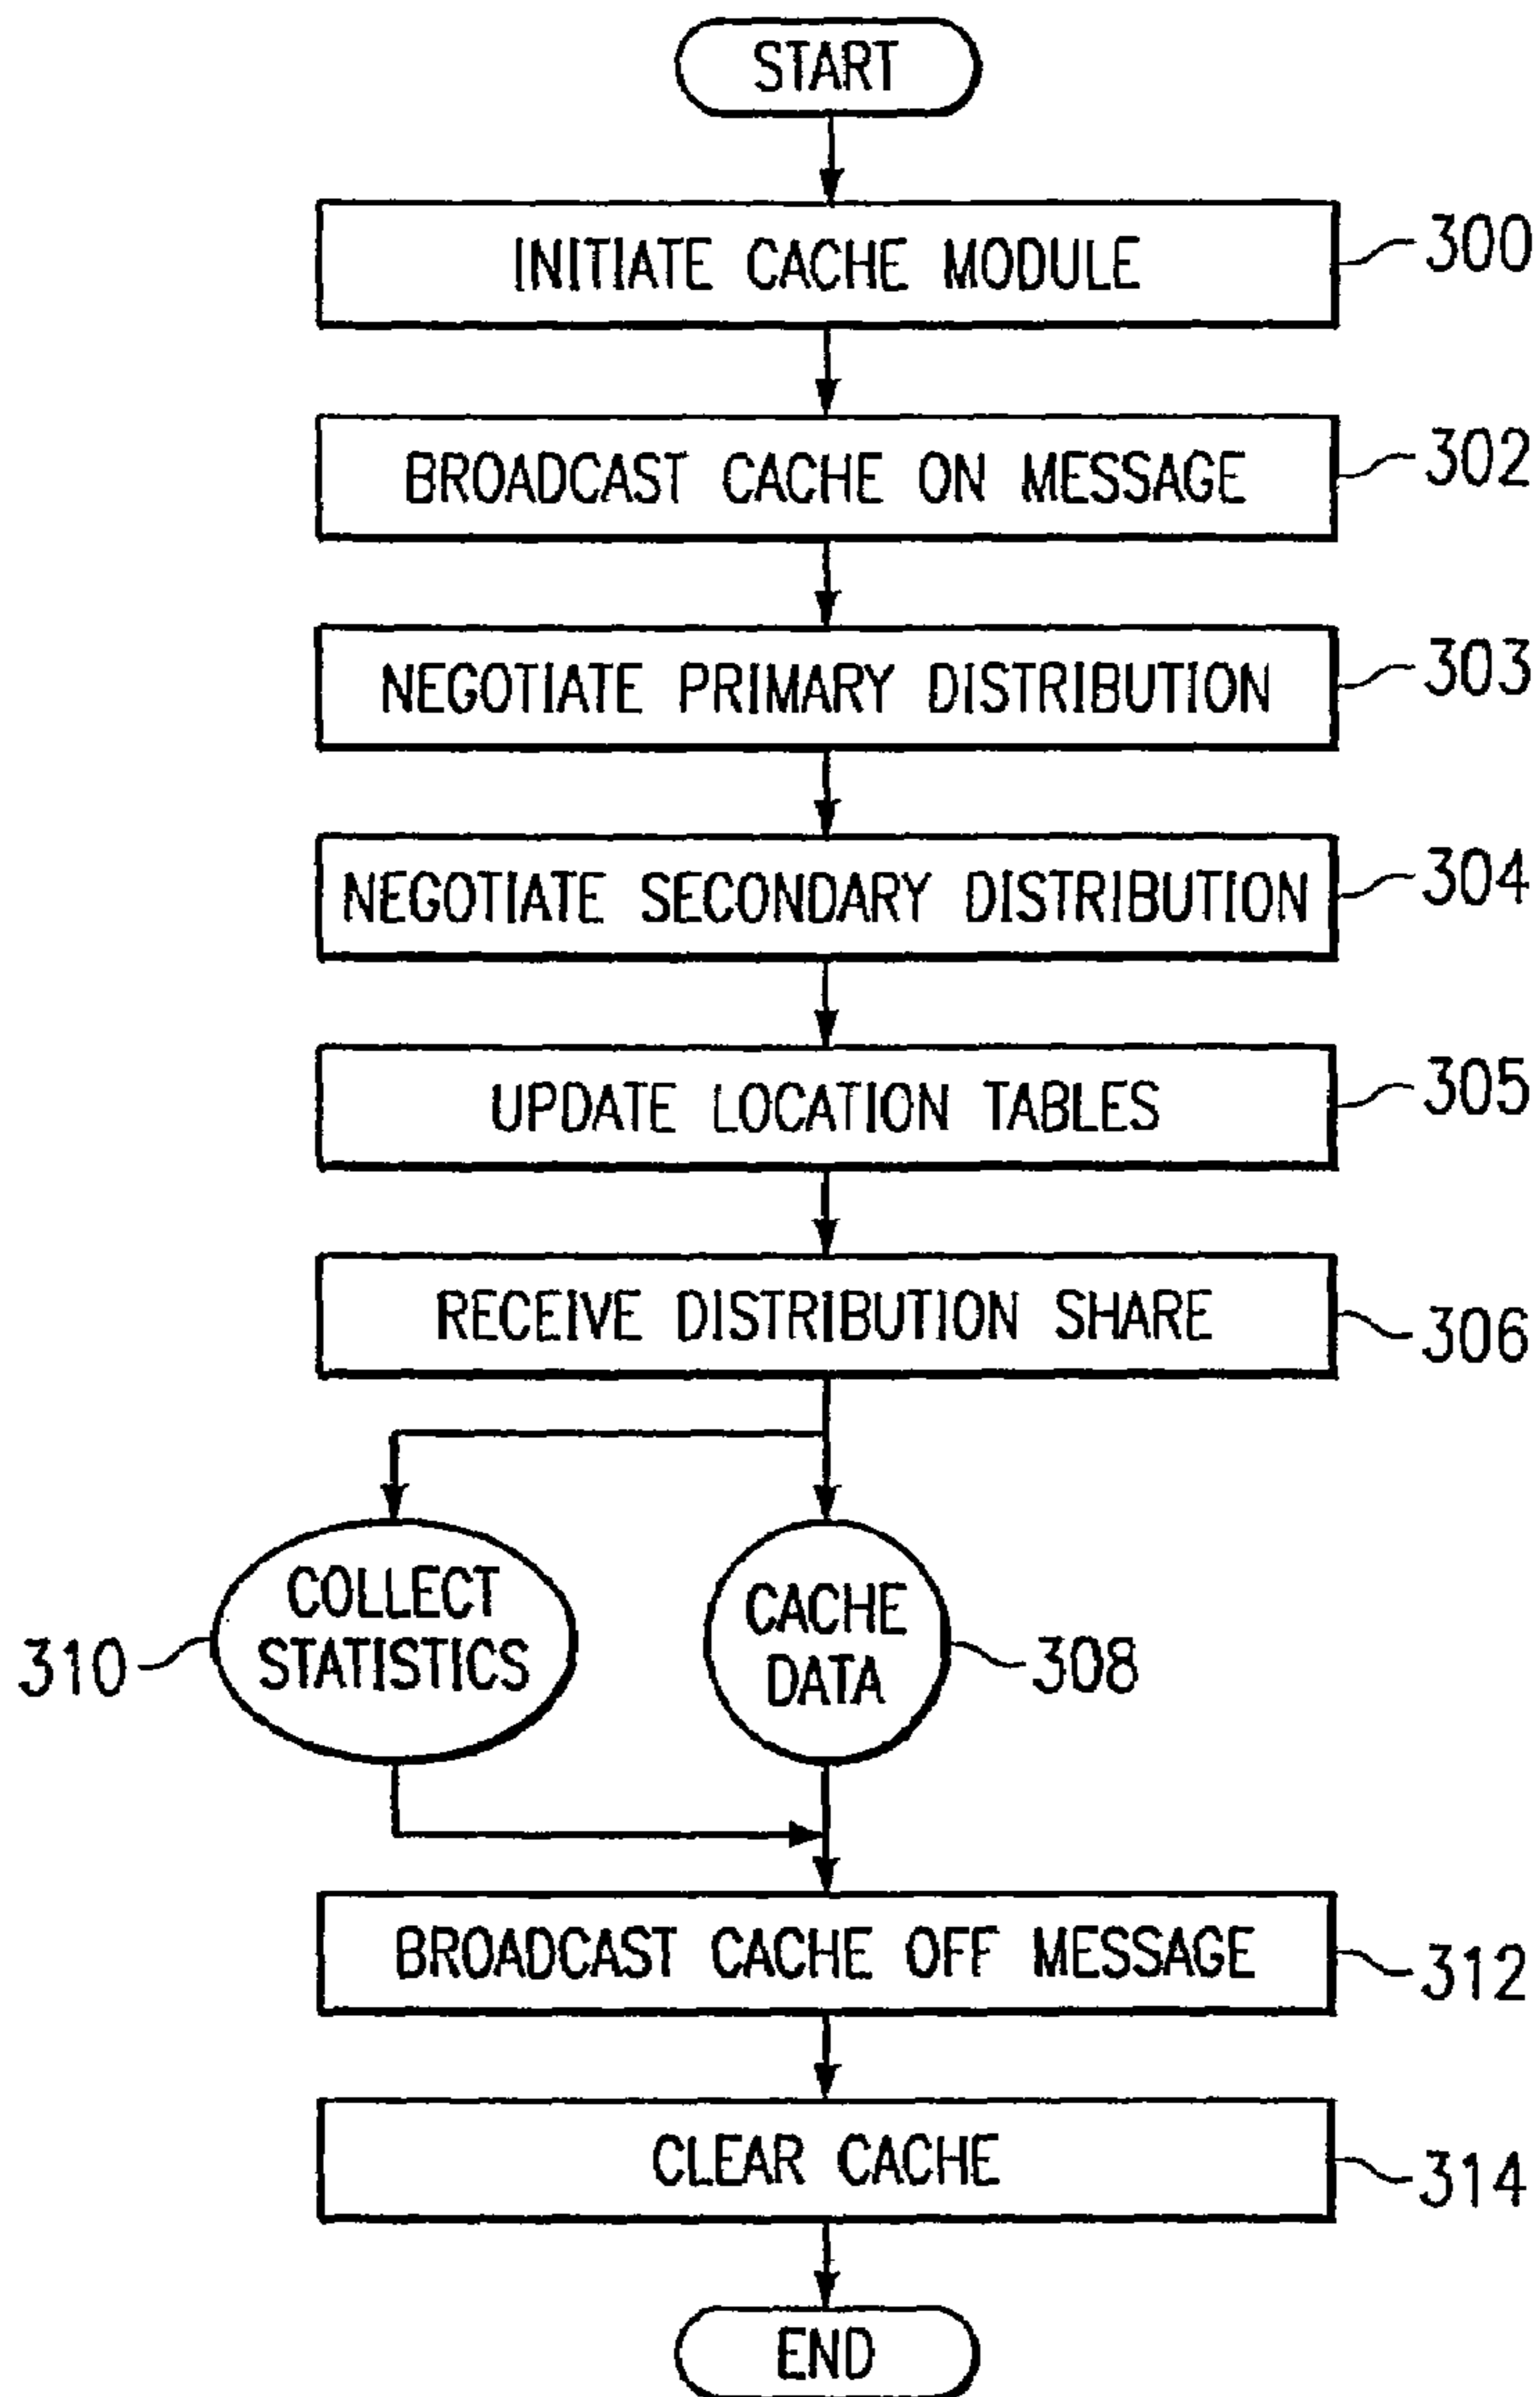 START
INITIATE CACHE MODULE
300
BROADCAST CACHE ON MESSAGE
302
NEGOTIATE PRIMARY DISTRIBUTION
303
NEGOTIATE SECONDARY DISTRIBUTION
304
UPDATE LOCATION TABLES
305
RECEIVE DISTRIBUTION SHARE
306
310
COLLECT
STATISTICS
CACHE
DATA
308
BROADCAST CACHE OFF MESSAGE
312
CLEAR CACHE
314
END